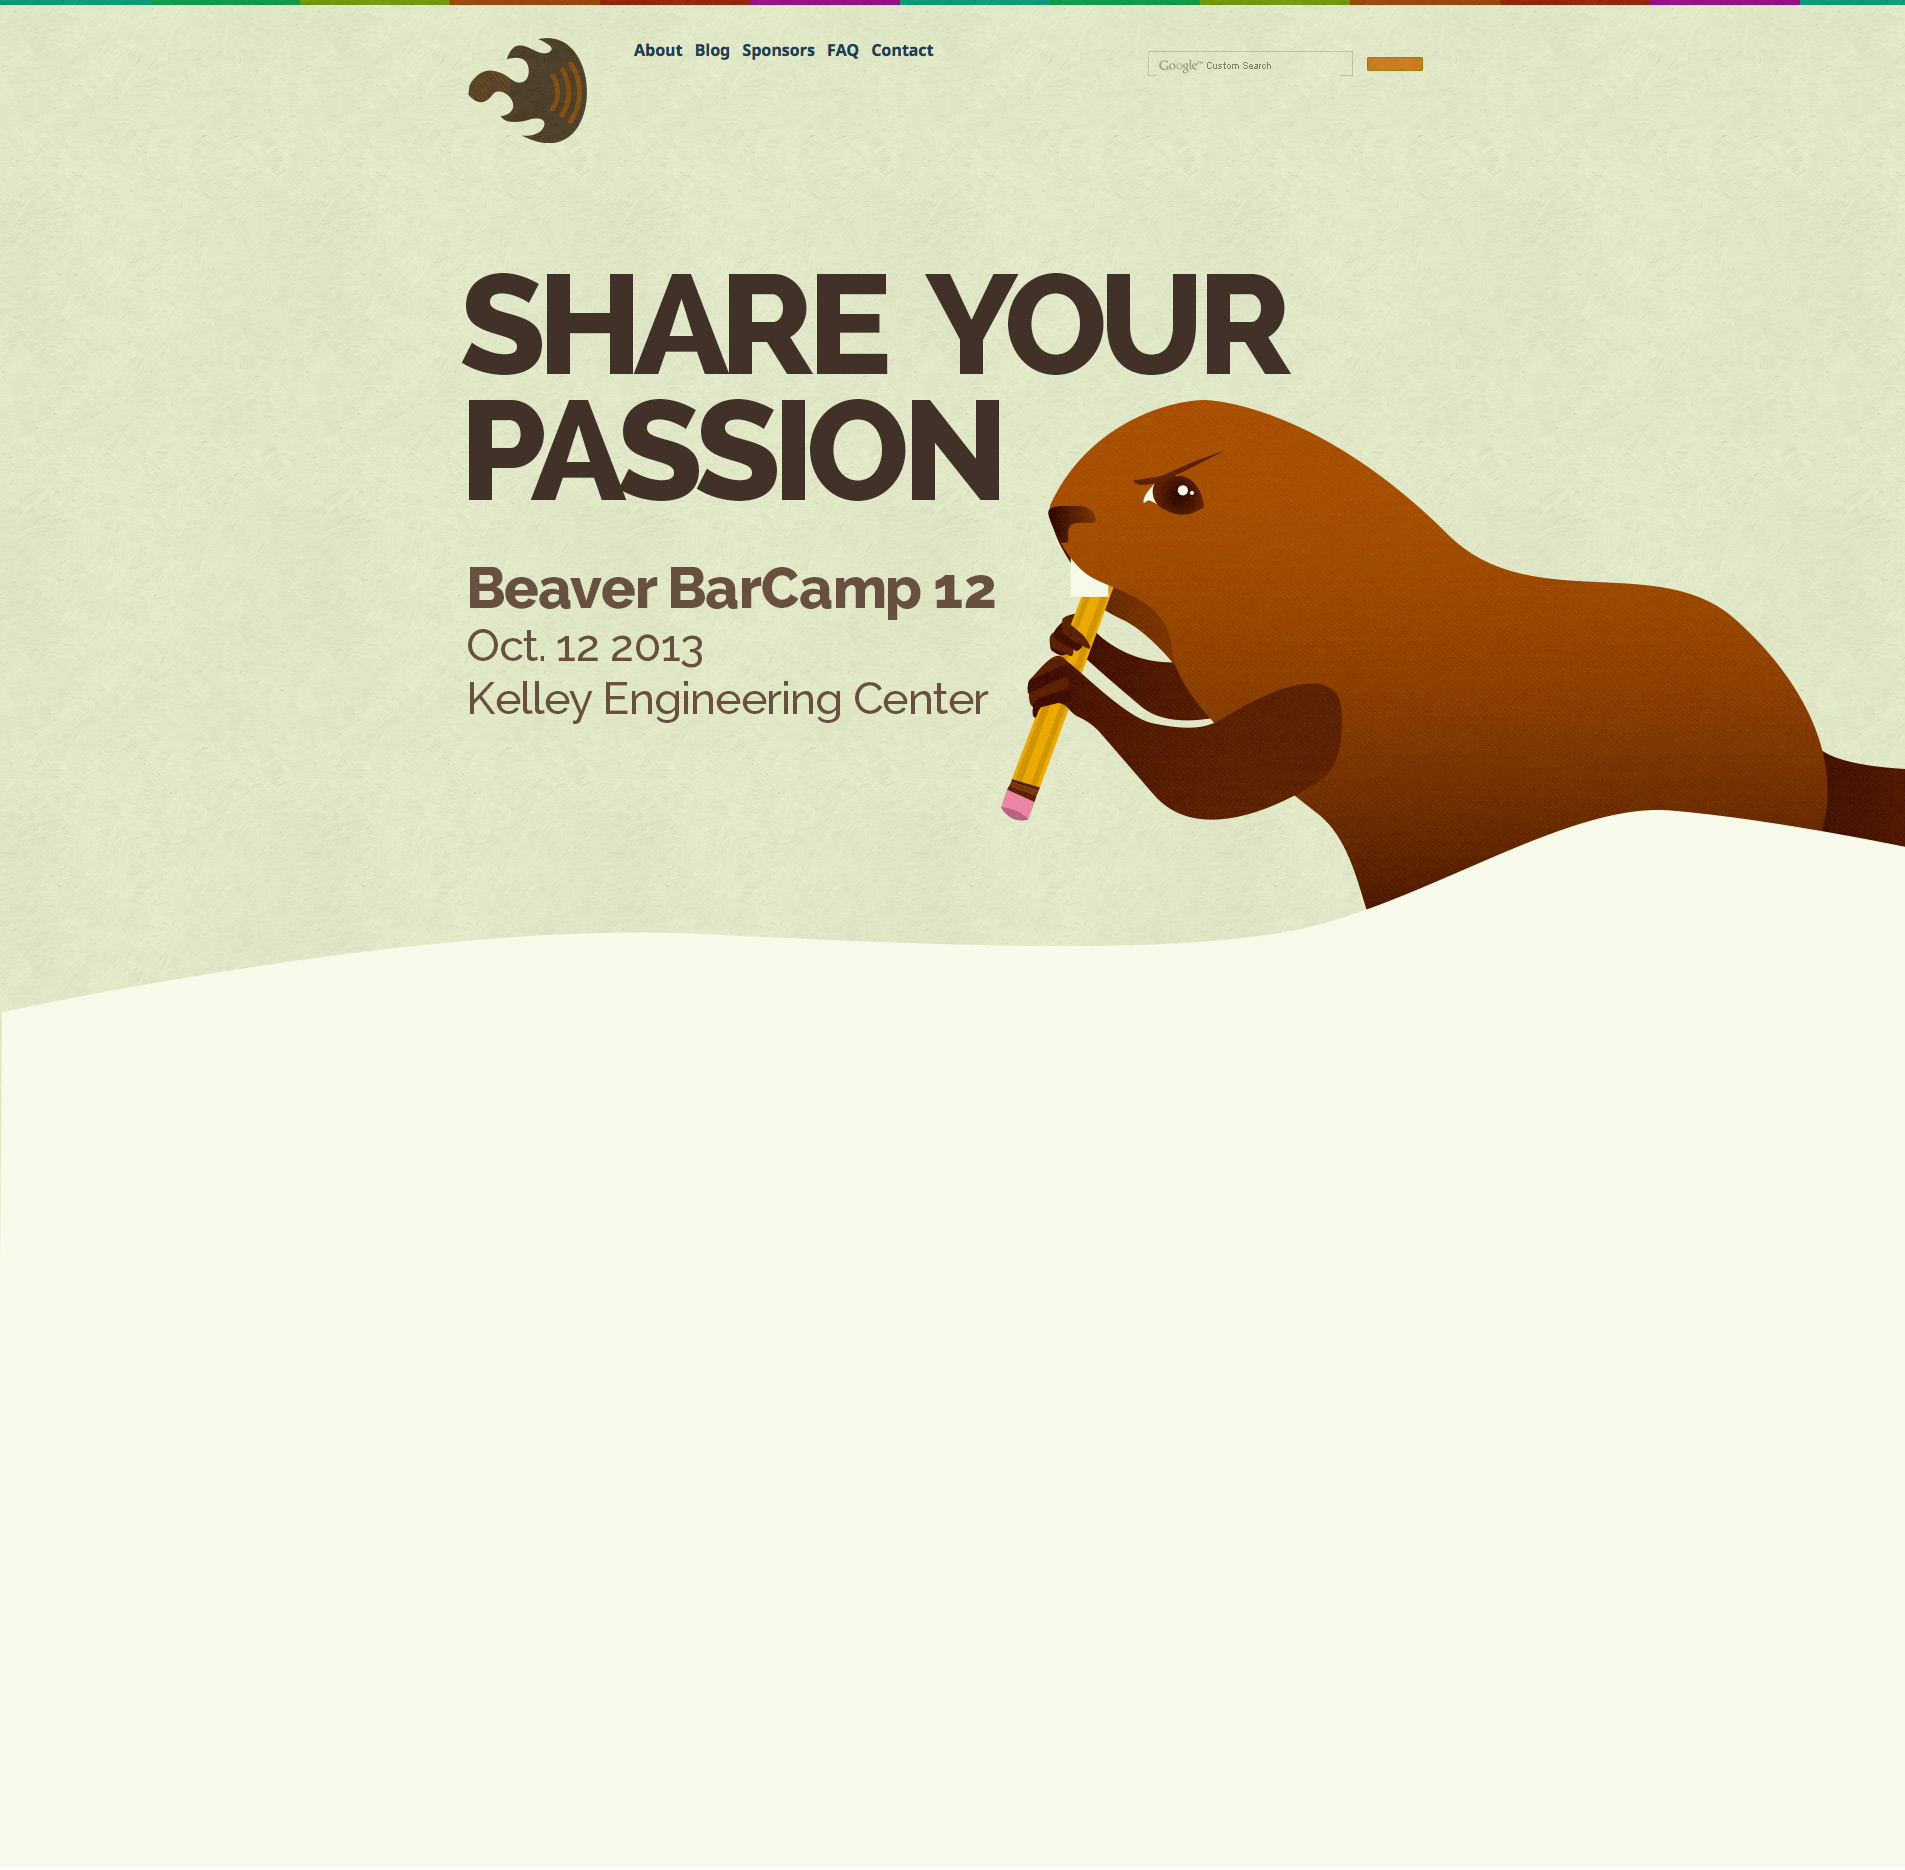 About Blog Sponsors FAQ Contact
Google™ Custom Search
SHARE YOUR
PASSION
Beaver BarCamp 12
Oct. 12 2013
Kelley Engineering Center